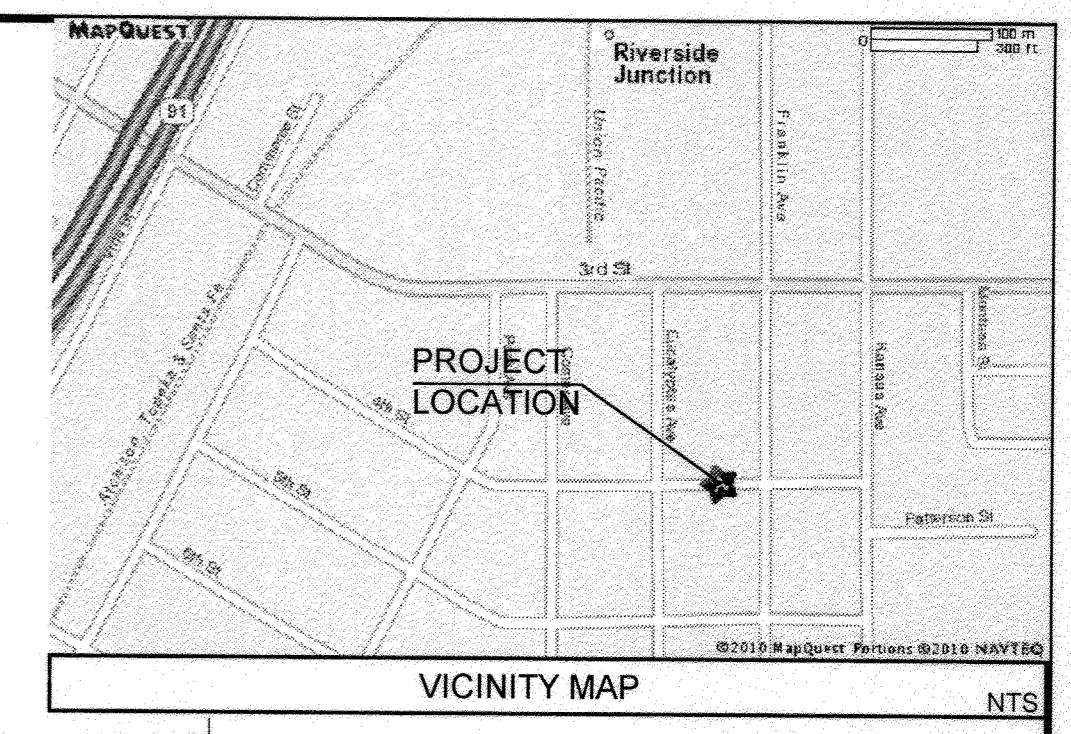 MAPQUEST
Riverside
Junction
0
100 m
300 ft
91
Commerce St
Union Pacific
Franklin Ave
Vine St
3rd St
Atchison Topeka & Santa Fe
PROJECT
LOCATION
Eucalyptus Ave
Kansas Ave
4th St
5th St
6th St
Patterson St
©2010 MapQuest Portions ©2010 NAVTEQ
VICINITY MAP
NTS